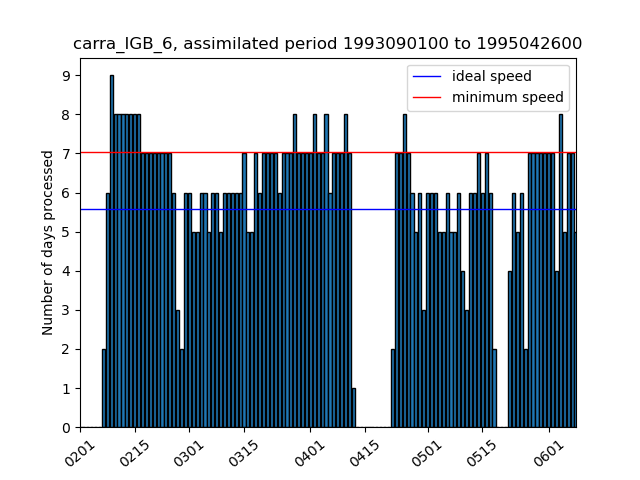 carra_IGB_6, assimilated period 1993090100 to 1995042600
ideal speed
minimum speed
Number of days processed
9
8
7
6
5
4
3
2
1
0
0201 0215 0301 0315 0401 0415 0501 0515 0601